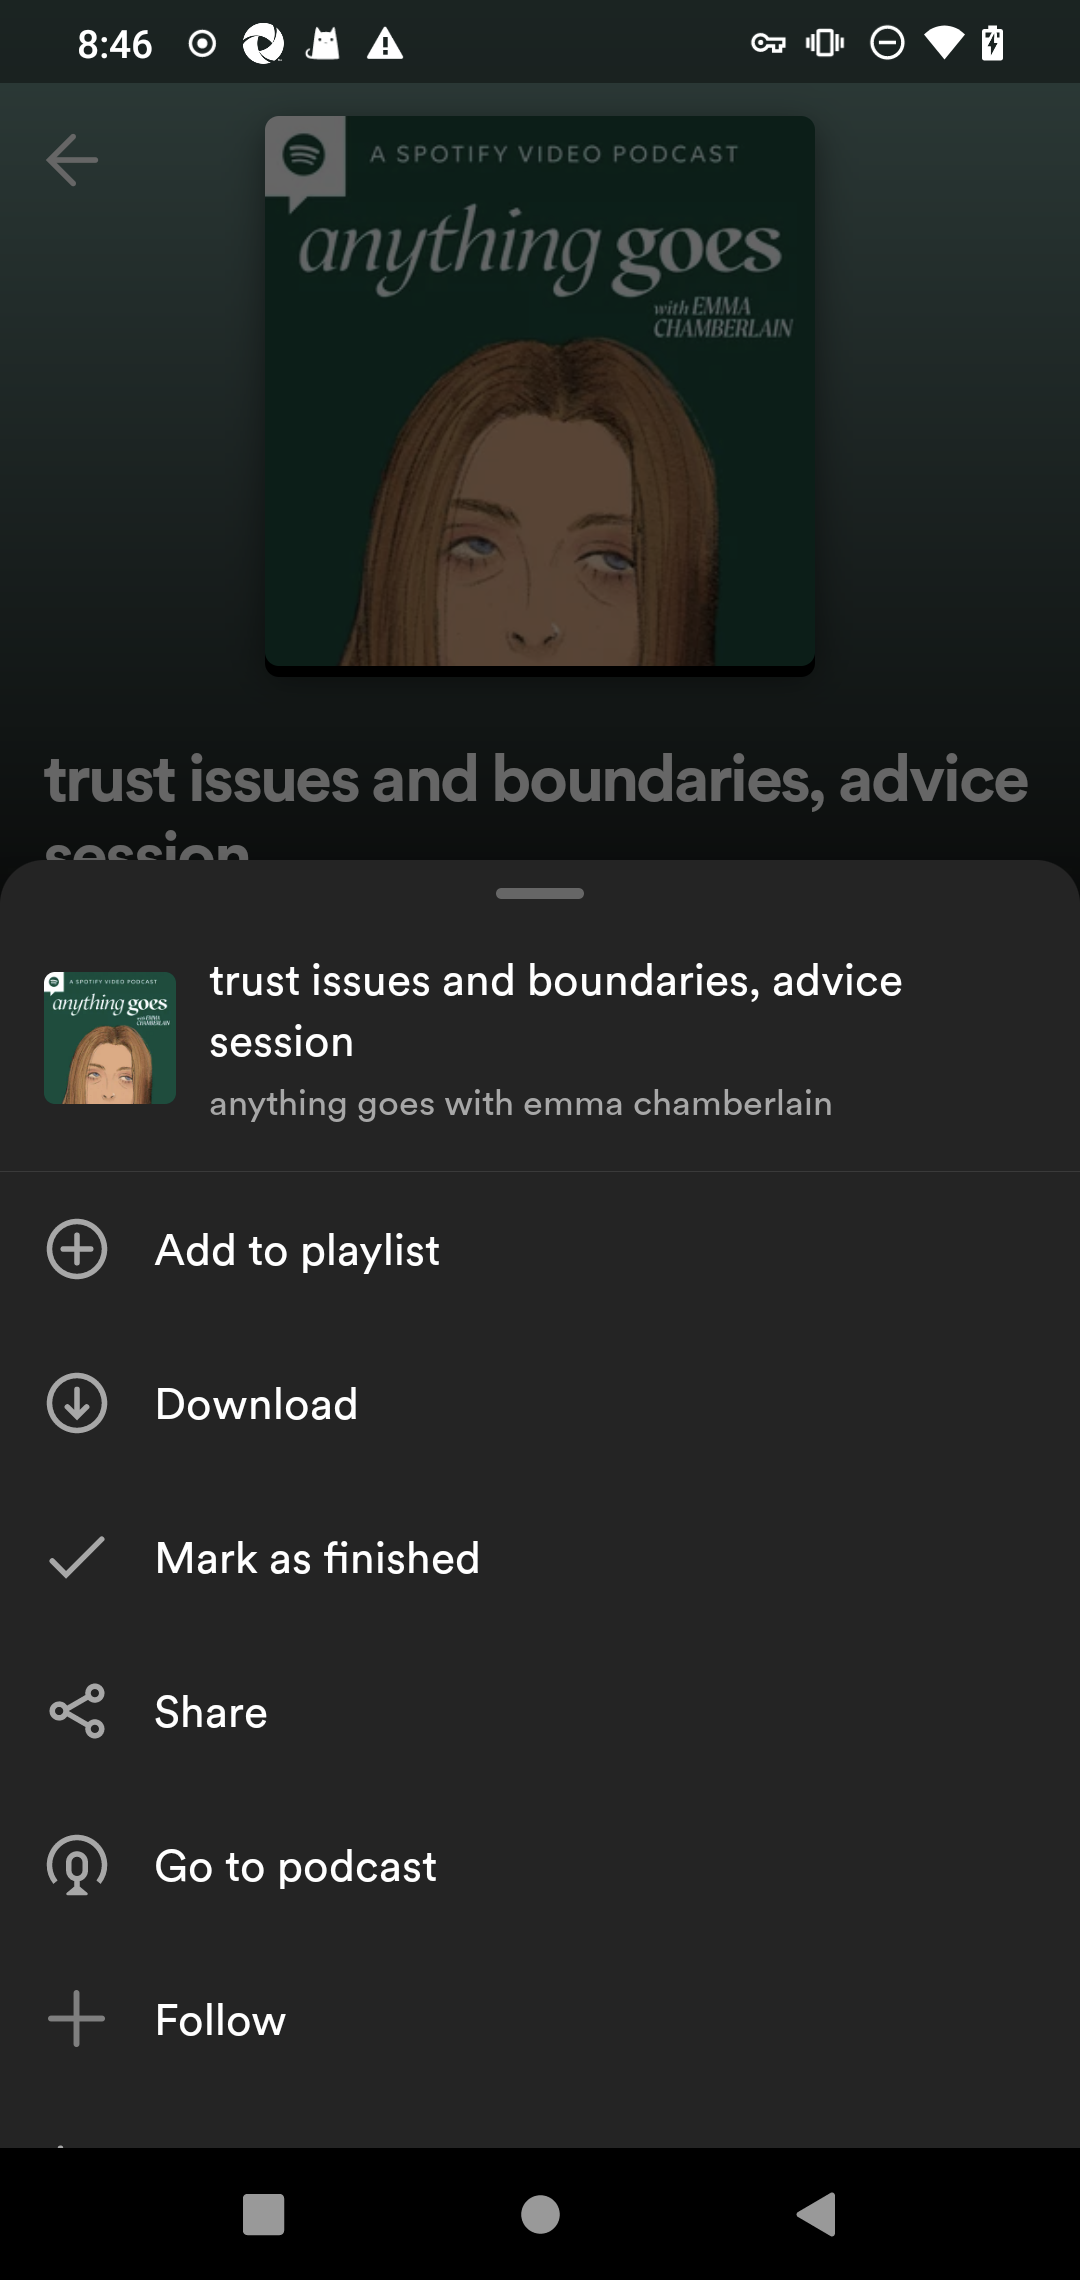 8:46
A SPOTIFY VIDEO PODCAST
anything goes
with EMMA
CHAMBERLAIN
trust issues and boundaries, advice
session
A SPOTIFY VIDEO PODCAST
anything goes
with EMMA
CHAMBERLAIN
trust issues and boundaries, advice
session
anything goes with emma chamberlain
Add to playlist
Download
Mark as finished
Share
Go to podcast
Follow